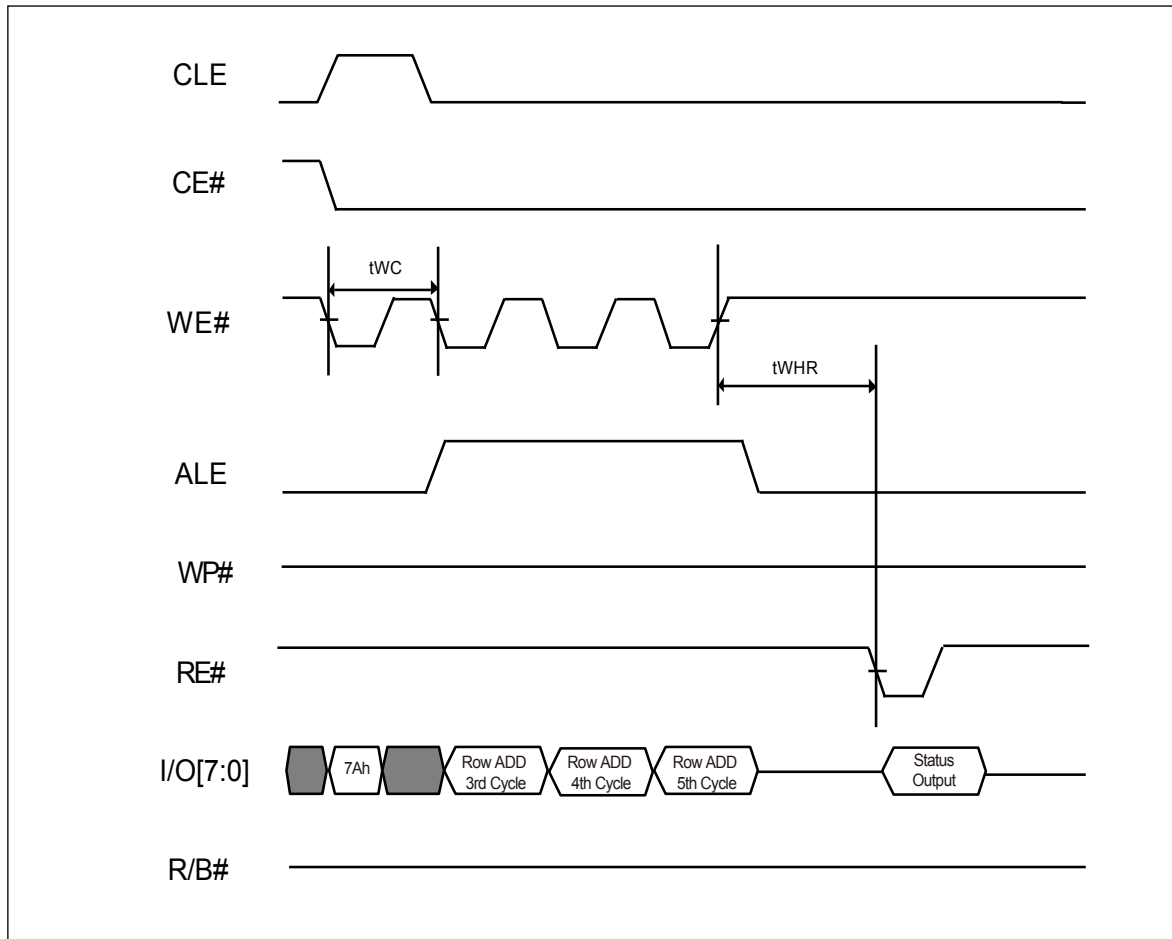 CLE
CE#
tWC
WE#
tWHR
ALE
WP#
RE#
I/O[7:0]
7Ah
Row ADD
3rd Cycle
Row ADD
4th Cycle
Row ADD
5th Cycle
Status
Output
R/B#